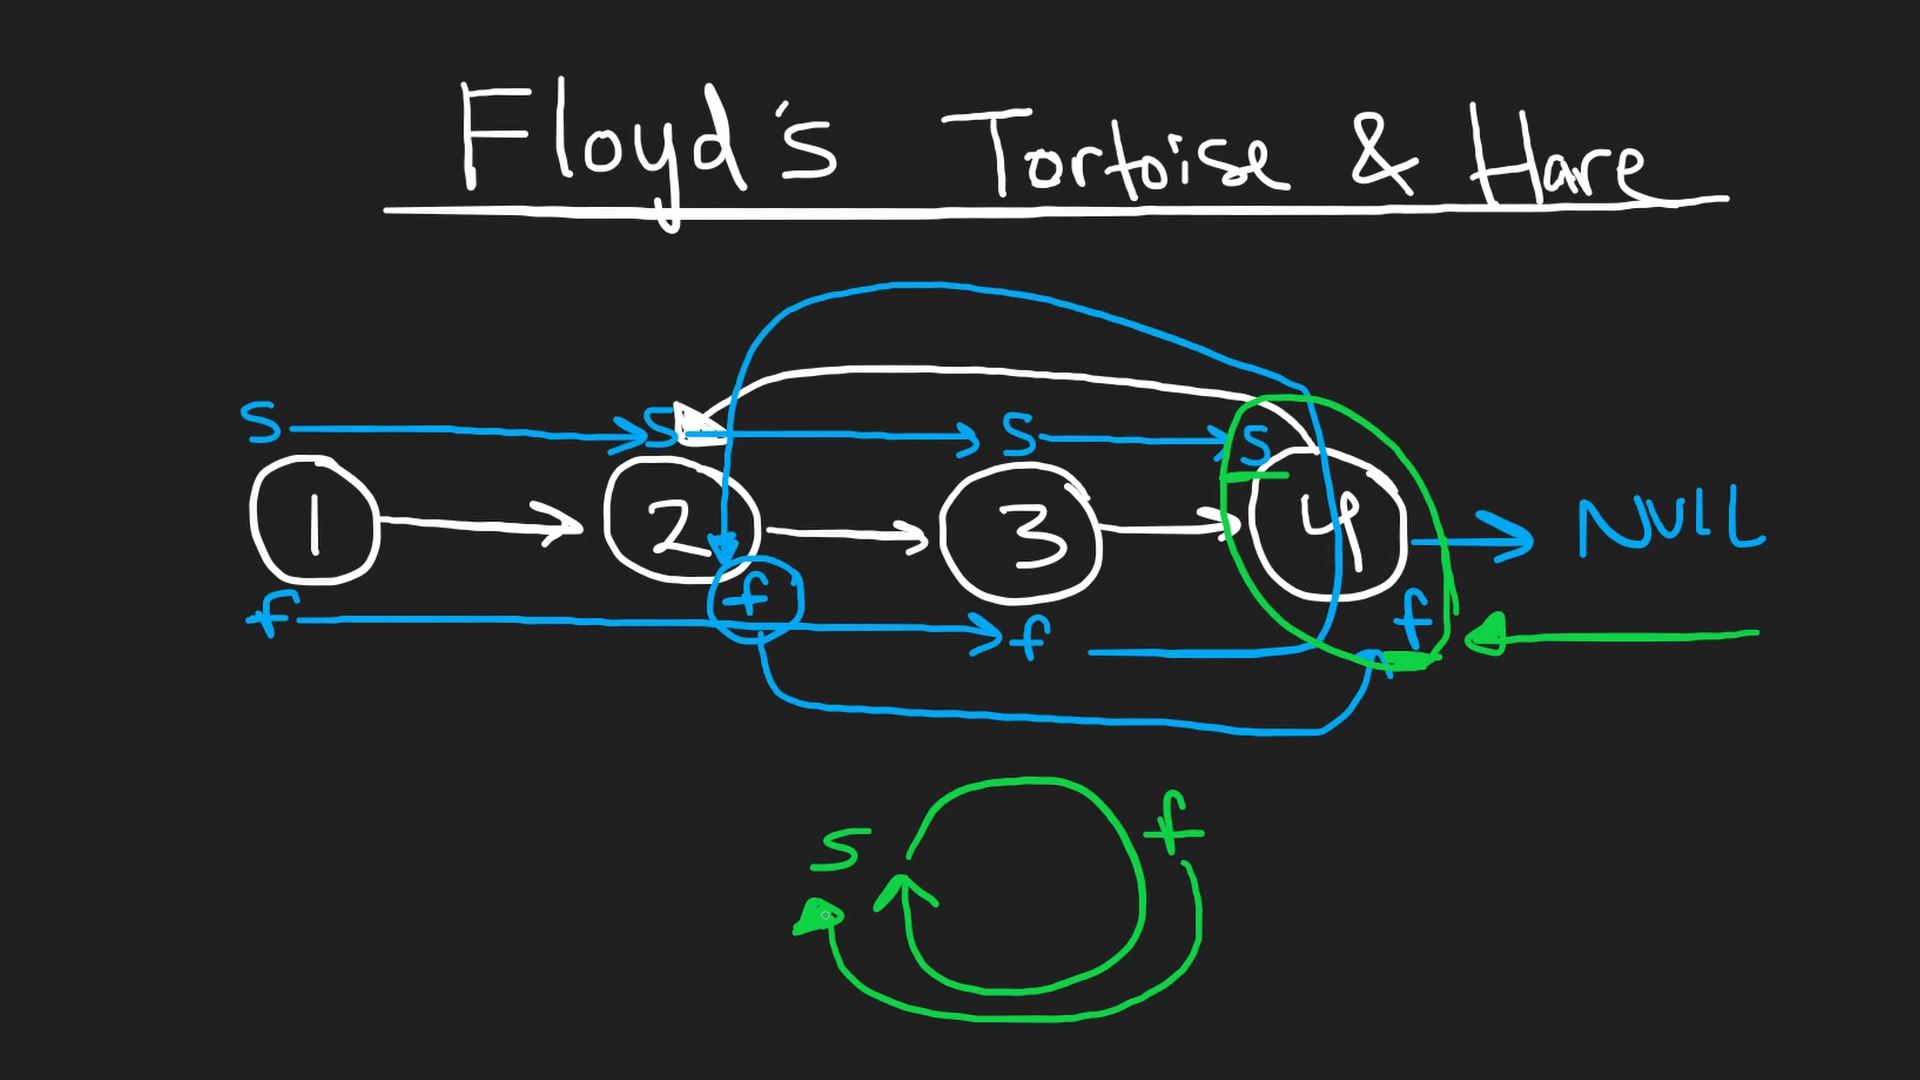 Floyd's Tortoise & Hare
S S S S
1 2 3 4 NULL
f f f f
S f